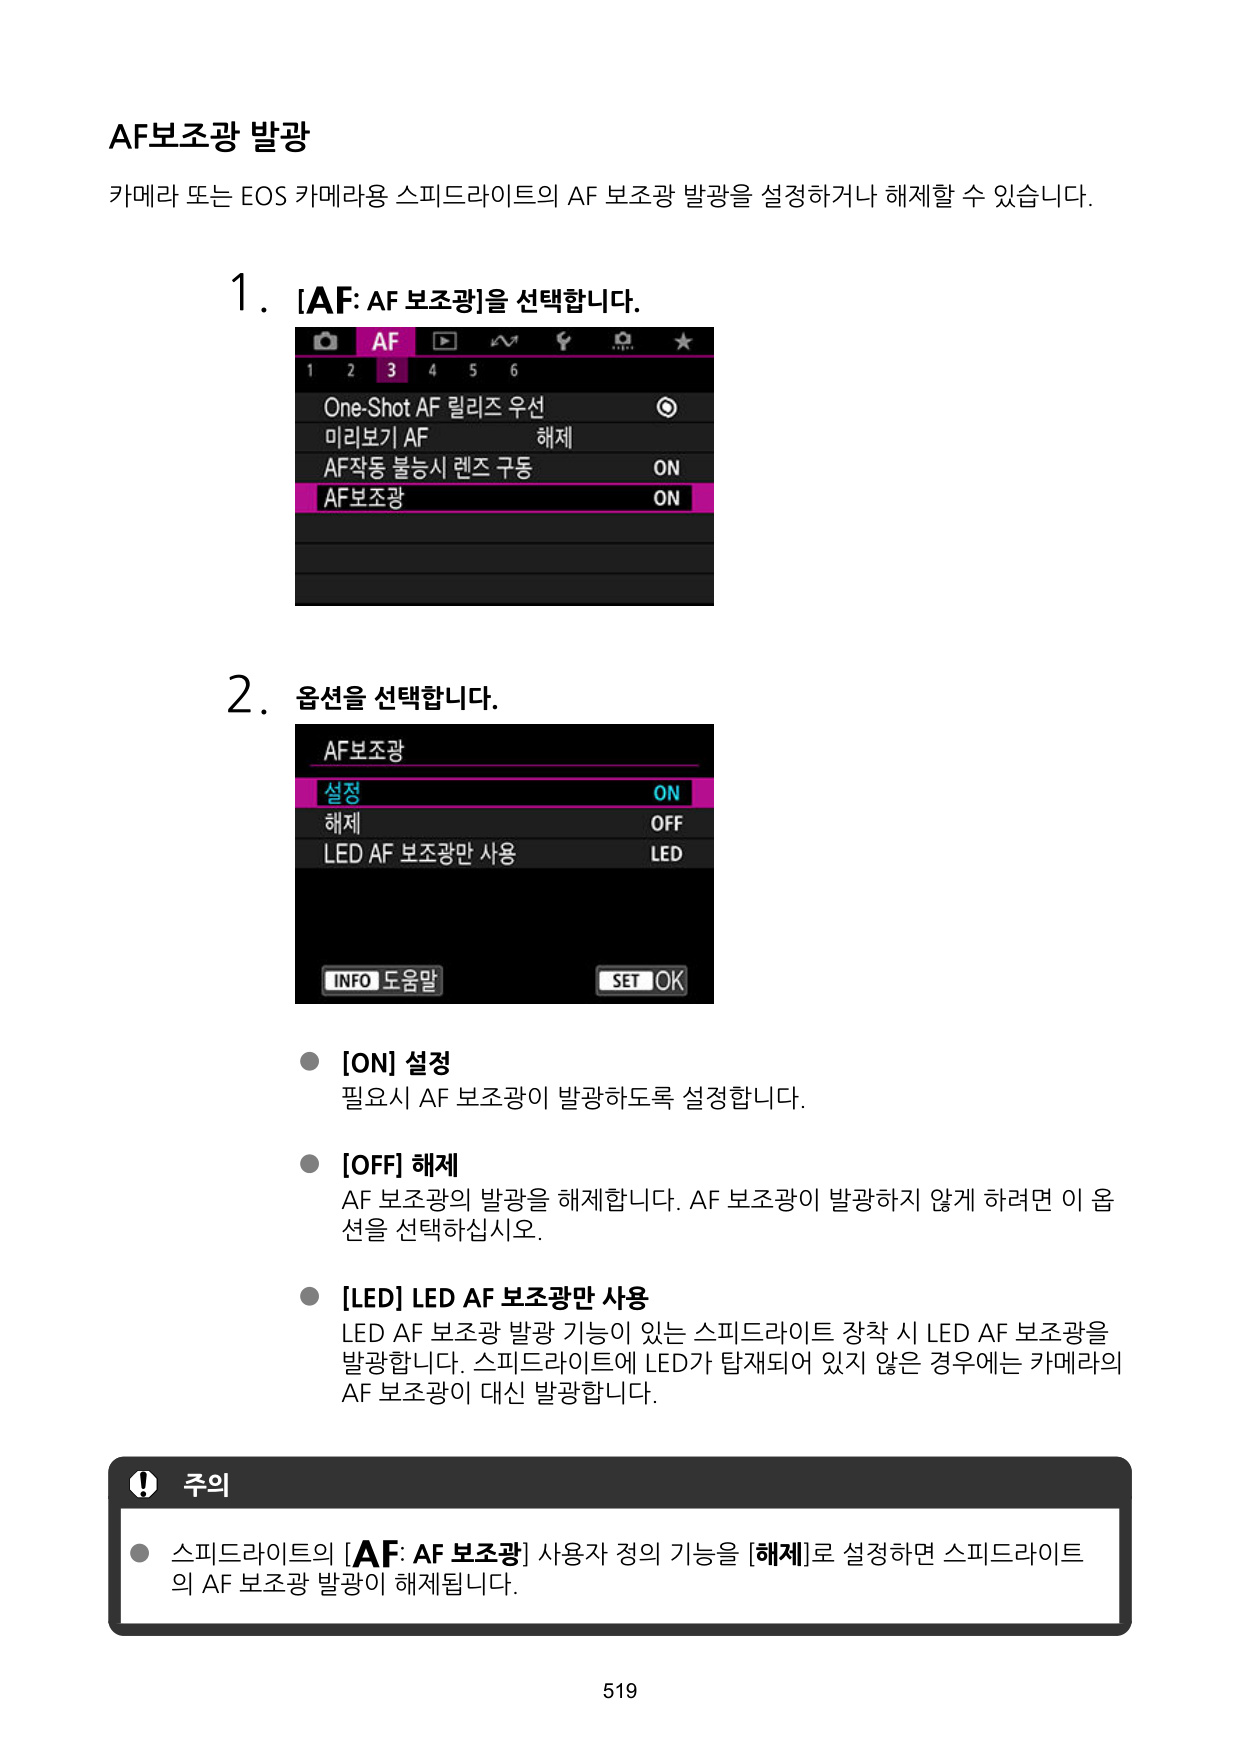 AF보조광 발광
카메라 또는 EOS 카메라용 스피드라이트의 AF 보조광 발광을 설정하거나 해제할 수 있습니다.
1. [AF: AF 보조광]을 선택합니다.
AF
1 2 3 4 5 6
One-Shot AF 릴리즈 우선
미리보기 AF 해제
AF작동 불능시 렌즈 구동 ON
AF보조광 ON
2. 옵션을 선택합니다.
AF보조광
설정 ON
해제 OFF
LED AF 보조광만 사용 LED
INFO 도움말 SET OK
● [ON] 설정
필요시 AF 보조광이 발광하도록 설정합니다.
● [OFF] 해제
AF 보조광의 발광을 해제합니다. AF 보조광이 발광하지 않게 하려면 이 옵
션을 선택하십시오.
● [LED] LED AF 보조광만 사용
LED AF 보조광 발광 기능이 있는 스피드라이트 장착 시 LED AF 보조광을
발광합니다. 스피드라이트에 LED가 탑재되어 있지 않은 경우에는 카메라의
AF 보조광이 대신 발광합니다.
주의
● 스피드라이트의 [AF: AF 보조광] 사용자 정의 기능을 [해제]로 설정하면 스피드라이트
의 AF 보조광 발광이 해제됩니다.
519